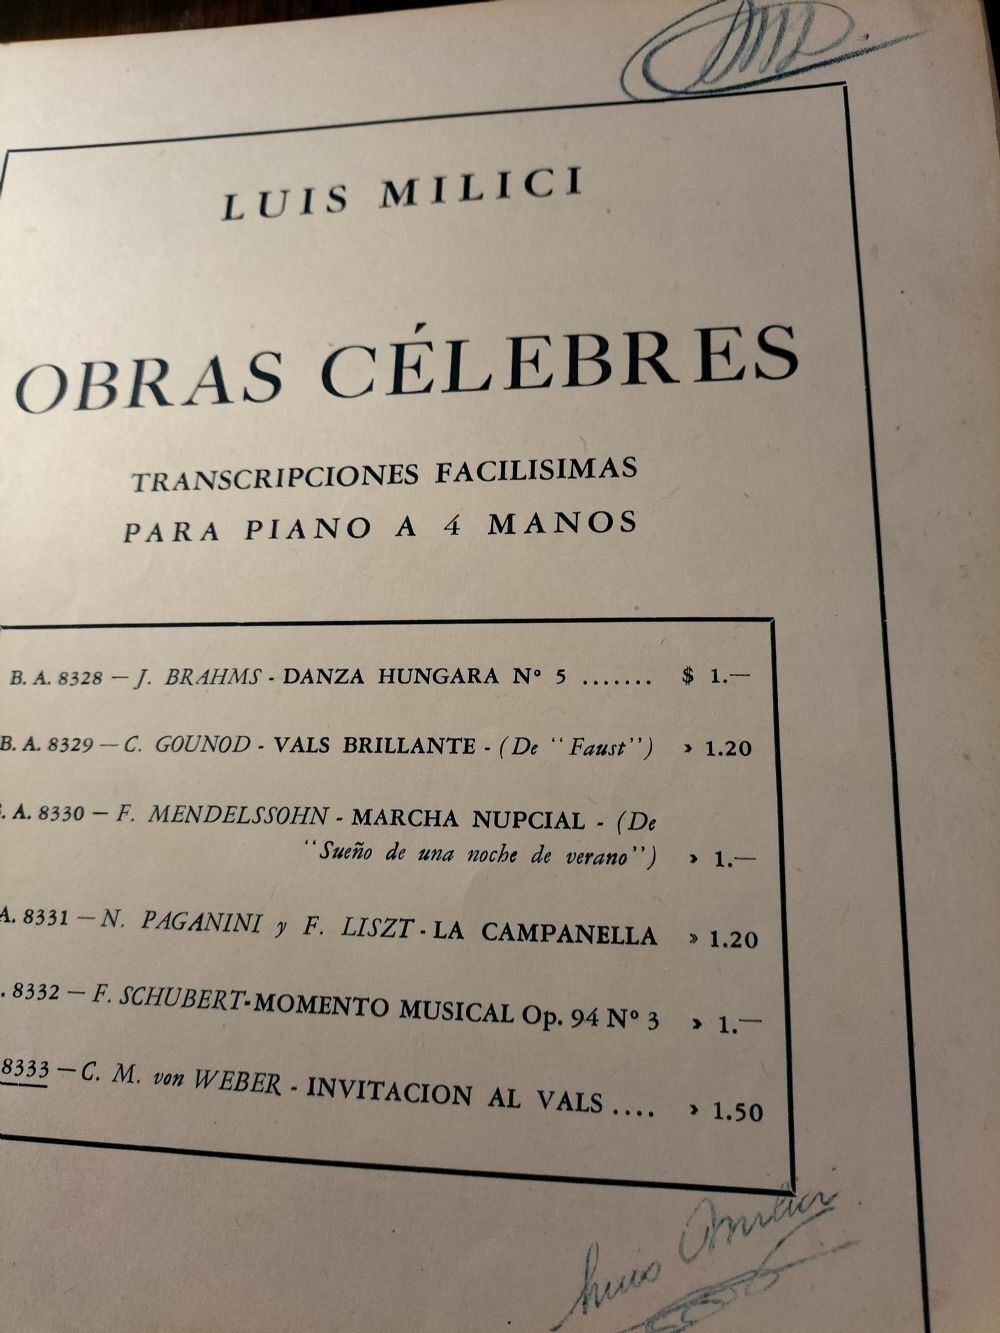 LUIS MILICI
OBRAS CÉLEBRES
TRANSCRIPCIONES FACILISIMAS
PARA PIANO A 4 MANOS
B. A. 8328 — J. BRAHMS - DANZA HUNGARA Nº 5 ....... $ 1.—
B. A. 8329 — C. GOUNOD - VALS BRILLANTE - (De "Faust") » 1.20
. A. 8330 — F. MENDELSSOHN - MARCHA NUPCIAL - (De
"Sueño de una noche de verano") » 1.—
A. 8331 — N. PAGANINI y F. LISZT - LA CAMPANELLA » 1.20
. 8332 — F. SCHUBERT - MOMENTO MUSICAL Op. 94 Nº 3 » 1.—
8333 — C. M. von WEBER - INVITACION AL VALS .... » 1.50
Luis Milici